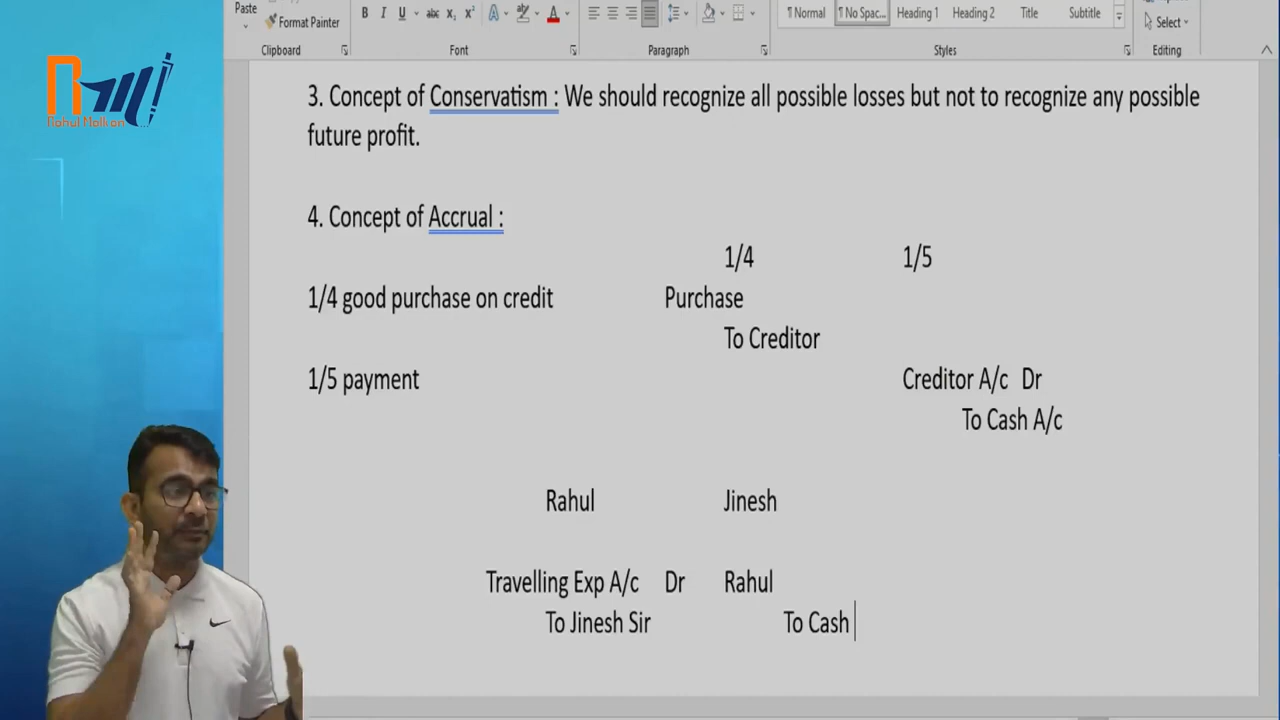 Paste
Format Painter
B I U abc x₁ x² A A
Normal
No Spac...
Heading 1
Heading 2
Title
Subtitle
Select
Clipboard
Font
Paragraph
Styles
Editing
Rahul Malkan
3. Concept of Conservatism : We should recognize all possible losses but not to recognize any possible
future profit.
4. Concept of Accrual :
1/4 1/5
1/4 good purchase on credit Purchase
To Creditor
1/5 payment Creditor A/c Dr
To Cash A/c
Rahul Jinesh
Travelling Exp A/c Dr Rahul
To Jinesh Sir To Cash